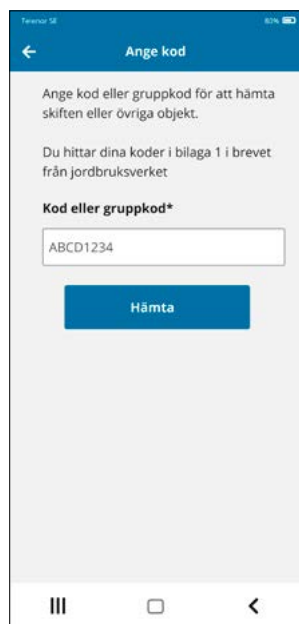 Telenor SE 80%
Ange kod
Ange kod eller gruppkod för att hämta
skiften eller övriga objekt.
Du hittar dina koder i bilaga 1 i brevet
från jordbruksverket
Kod eller gruppkod*
ABCD1234
Hämta